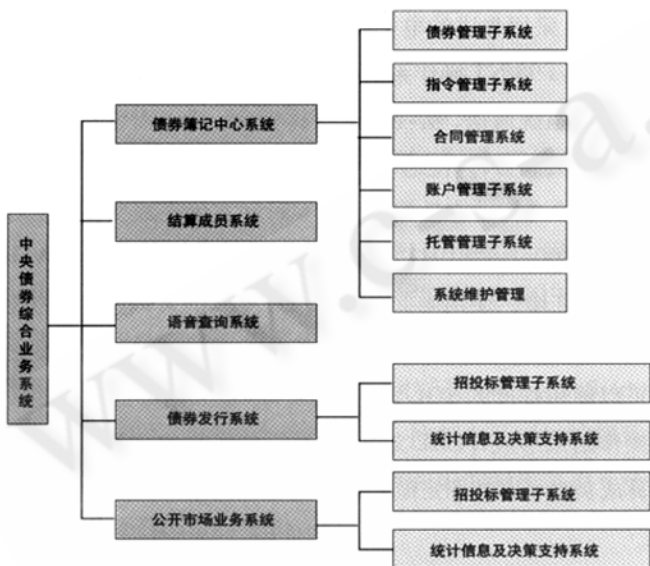 中央债券综合业务系统
债券簿记中心系统
债券管理子系统
指令管理子系统
合同管理系统
账户管理子系统
托管管理子系统
系统维护管理
结算成员系统
语音查询系统
债券发行系统
招投标管理子系统
统计信息及决策支持系统
公开市场业务系统
招投标管理子系统
统计信息及决策支持系统
www.c-s-a.